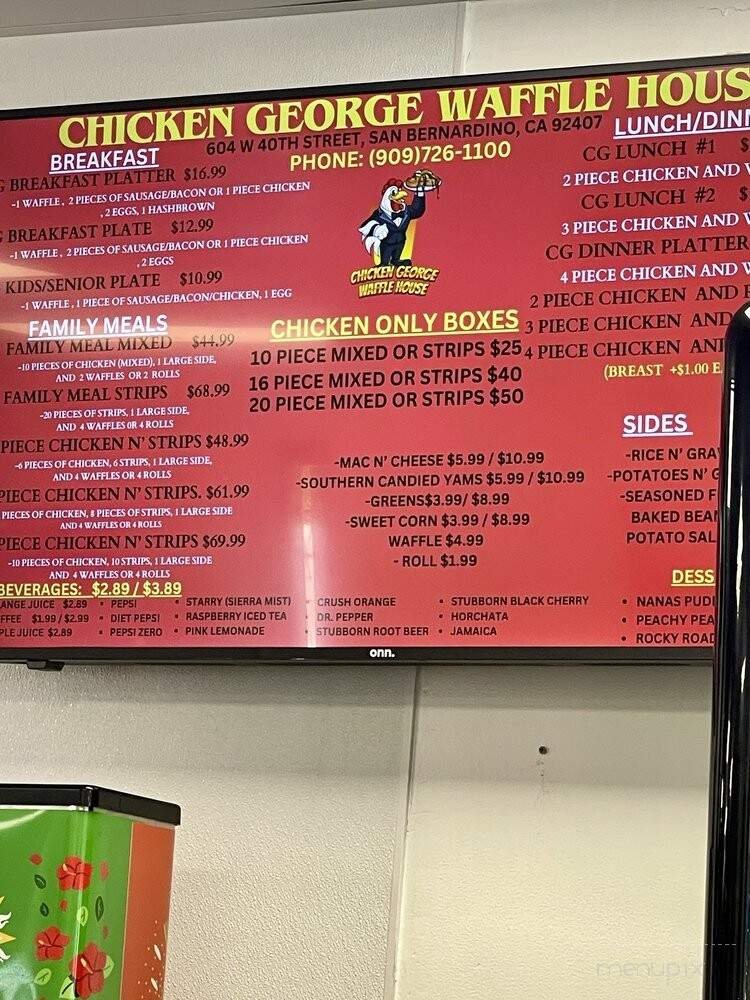 CHICKEN GEORGE WAFFLE HOUS
604 W 40TH STREET, SAN BERNARDINO, CA 92407
PHONE: (909)726-1100
BREAKFAST
G BREAKFAST PLATTER $16.99
-1 WAFFLE , 2 PIECES OF SAUSAGE/BACON OR 1 PIECE CHICKEN
, 2 EGGS, 1 HASHBROWN
G BREAKFAST PLATE $12.99
-1 WAFFLE , 2 PIECES OF SAUSAGE/BACON OR 1 PIECE CHICKEN
, 2 EGGS
KIDS/SENIOR PLATE $10.99
-1 WAFFLE , 1 PIECE OF SAUSAGE/BACON/CHICKEN, 1 EGG
FAMILY MEALS
FAMILY MEAL MIXED $44.99
-10 PIECES OF CHICKEN (MIXED), 1 LARGE SIDE,
AND 2 WAFFLES OR 2 ROLLS
FAMILY MEAL STRIPS $68.99
-20 PIECES OF STRIPS, 1 LARGE SIDE,
AND 4 WAFFLES OR 4 ROLLS
PIECE CHICKEN N' STRIPS $48.99
-6 PIECES OF CHICKEN, 6 STRIPS, 1 LARGE SIDE,
AND 4 WAFFLES OR 4 ROLLS
PIECE CHICKEN N' STRIPS. $61.99
PIECES OF CHICKEN, 8 PIECES OF STRIPS, 1 LARGE SIDE
AND 4 WAFFLES OR 4 ROLLS
PIECE CHICKEN N' STRIPS $69.99
-10 PIECES OF CHICKEN, 10 STRIPS, 1 LARGE SIDE
AND 4 WAFFLES OR 4 ROLLS
CHICKEN GEORGE
WAFFLE HOUSE
CHICKEN ONLY BOXES
10 PIECE MIXED OR STRIPS $25
16 PIECE MIXED OR STRIPS $40
20 PIECE MIXED OR STRIPS $50
-MAC N' CHEESE $5.99 / $10.99
-SOUTHERN CANDIED YAMS $5.99 / $10.99
-GREENS$3.99/ $8.99
-SWEET CORN $3.99 / $8.99
WAFFLE $4.99
- ROLL $1.99
LUNCH/DINN
CG LUNCH #1 $
2 PIECE CHICKEN AND W
CG LUNCH #2 $
3 PIECE CHICKEN AND W
CG DINNER PLATTER
4 PIECE CHICKEN AND W
2 PIECE CHICKEN AND F
3 PIECE CHICKEN AND
4 PIECE CHICKEN AND
(BREAST +$1.00 E
SIDES
-RICE N' GRA
-POTATOES N' G
-SEASONED F
BAKED BEA
POTATO SAL
BEVERAGES: $2.89 / $3.89
ANGE JUICE $2.89
FFEE $1.99 / $2.99
PLE JUICE $2.89
• PEPSI
• DIET PEPSI
• PEPSI ZERO
• STARRY (SIERRA MIST)
• RASPBERRY ICED TEA
• PINK LEMONADE
• CRUSH ORANGE
• DR. PEPPER
• STUBBORN ROOT BEER
• STUBBORN BLACK CHERRY
• HORCHATA
• JAMAICA
DESS
• NANAS PUD
• PEACHY PEA
• ROCKY ROAD
onn.
menupix